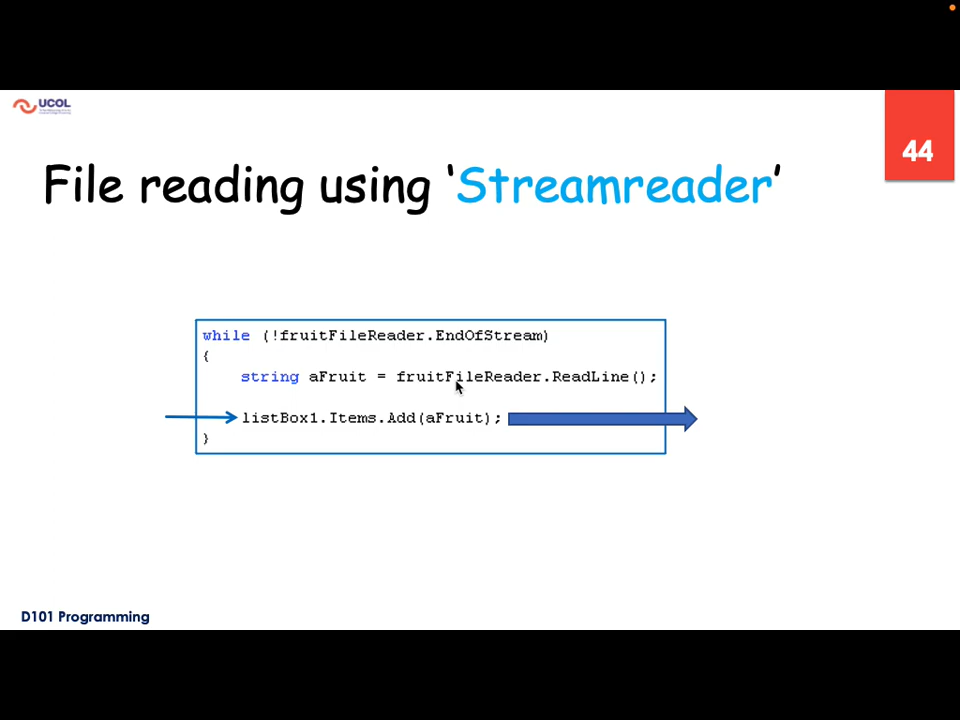 UCOL
44
File reading using ‘Streamreader’
while (!fruitFileReader.EndOfStream)
{
string aFruit = fruitFileReader.ReadLine();
listBox1.Items.Add(aFruit);
}
D101 Programming